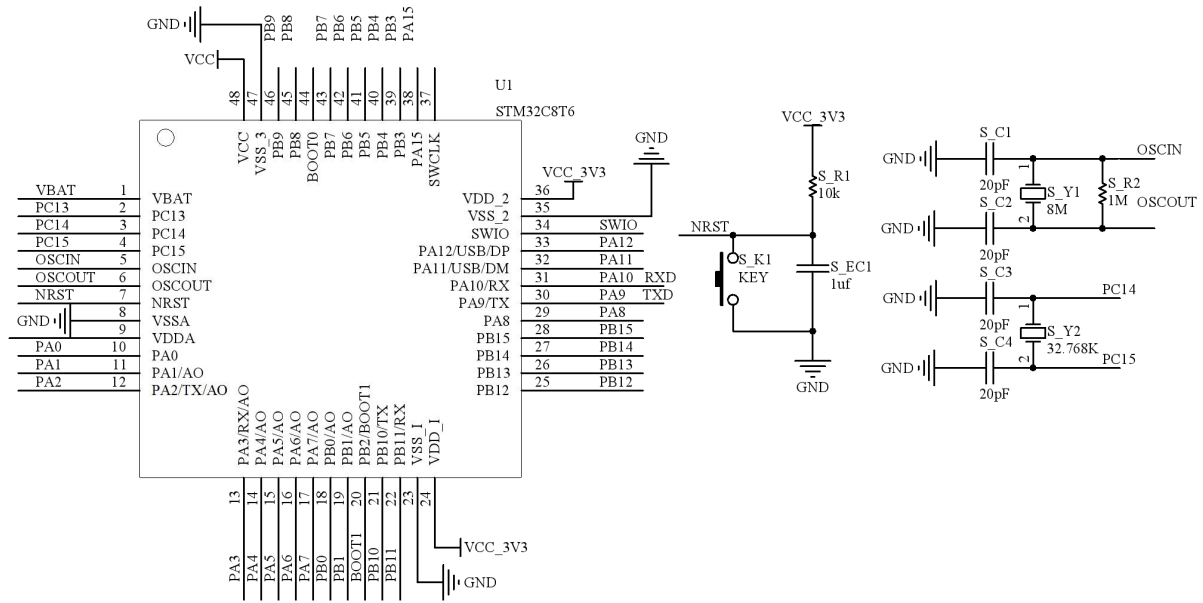 GND
VCC
PB9
PB8
PB7
PB6
PB5
PB4
PB3
PA15
48
47
46
45
44
43
42
41
40
39
38
37
U1
STM32C8T6
VCC
VSS_3
PB9
PB8
BOOT0
PB7
PB6
PB5
PB4
PB3
PA15
SWCLK
VBAT 1 VBAT
PC13 2 PC13
PC14 3 PC14
PC15 4 PC15
OSCIN 5 OSCIN
OSCOUT 6 OSCOUT
NRST 7 NRST
GND 8 VSSA
9 VDDA
PA0 10 PA0
PA1 11 PA1/AO
PA2 12 PA2/TX/AO
VDD_2 36 VCC_3V3
VSS_2 35 GND
SWIO 34 SWIO
PA12/USB/DP 33 PA12
PA11/USB/DM 32 PA11
PA10/RX 31 PA10 RXD
PA9/TX 30 PA9 TXD
PA8 29 PA8
PB15 28 PB15
PB14 27 PB14
PB13 26 PB13
PB12 25 PB12
PA3/RX/AO
PA4/AO
PA5/AO
PA6/AO
PA7/AO
PB0/AO
PB1/AO
PB2/BOOT1
PB10/TX
PB11/RX
VSS_I
VDD_I
13
14
15
16
17
18
19
20
21
22
23
24
PA3
PA4
PA5
PA6
PA7
PB0
PB1
BOOT1
PB10
PB11
VCC_3V3
GND
VCC_3V3
S_R1
10k
NRST
S_K1
KEY
S_EC1
1uf
GND
S_C1
GND
20pF
OSCIN
1
S_Y1
8M
2
S_R2
1M
OSCOUT
S_C2
GND
20pF
S_C3
GND
20pF
PC14
1
S_Y2
32.768K
2
S_C4
GND
20pF
PC15